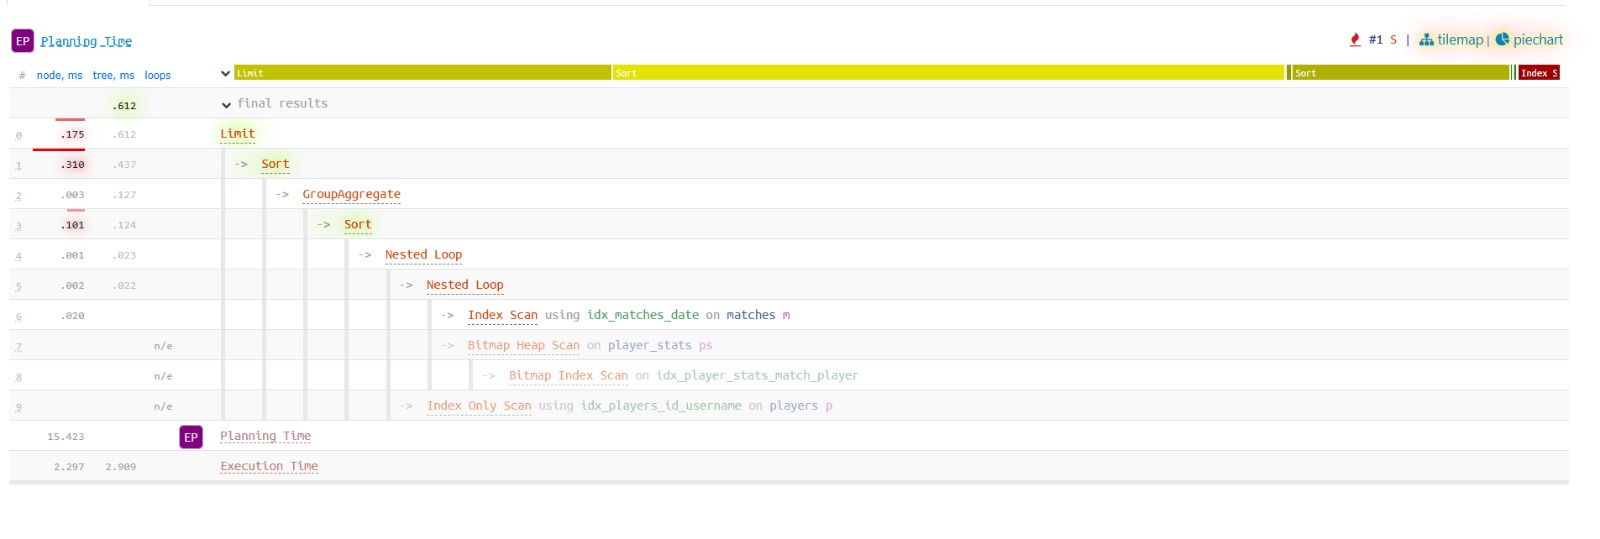 EP Planning Time #1 S | tilemap | piechart
# node, ms tree, ms loops Limit Sort Sort Index S
.612 final results
0 .175 .612 Limit
1 .310 .437 -> Sort
2 .003 .127 -> GroupAggregate
3 .101 .124 -> Sort
4 .001 .023 -> Nested Loop
5 .002 .022 -> Nested Loop
6 .020 -> Index Scan using idx_matches_date on matches m
7 n/e -> Bitmap Heap Scan on player_stats ps
8 n/e -> Bitmap Index Scan on idx_player_stats_match_player
9 n/e -> Index Only Scan using idx_players_id_username on players p
15.423 EP Planning Time
2.297 2.909 Execution Time